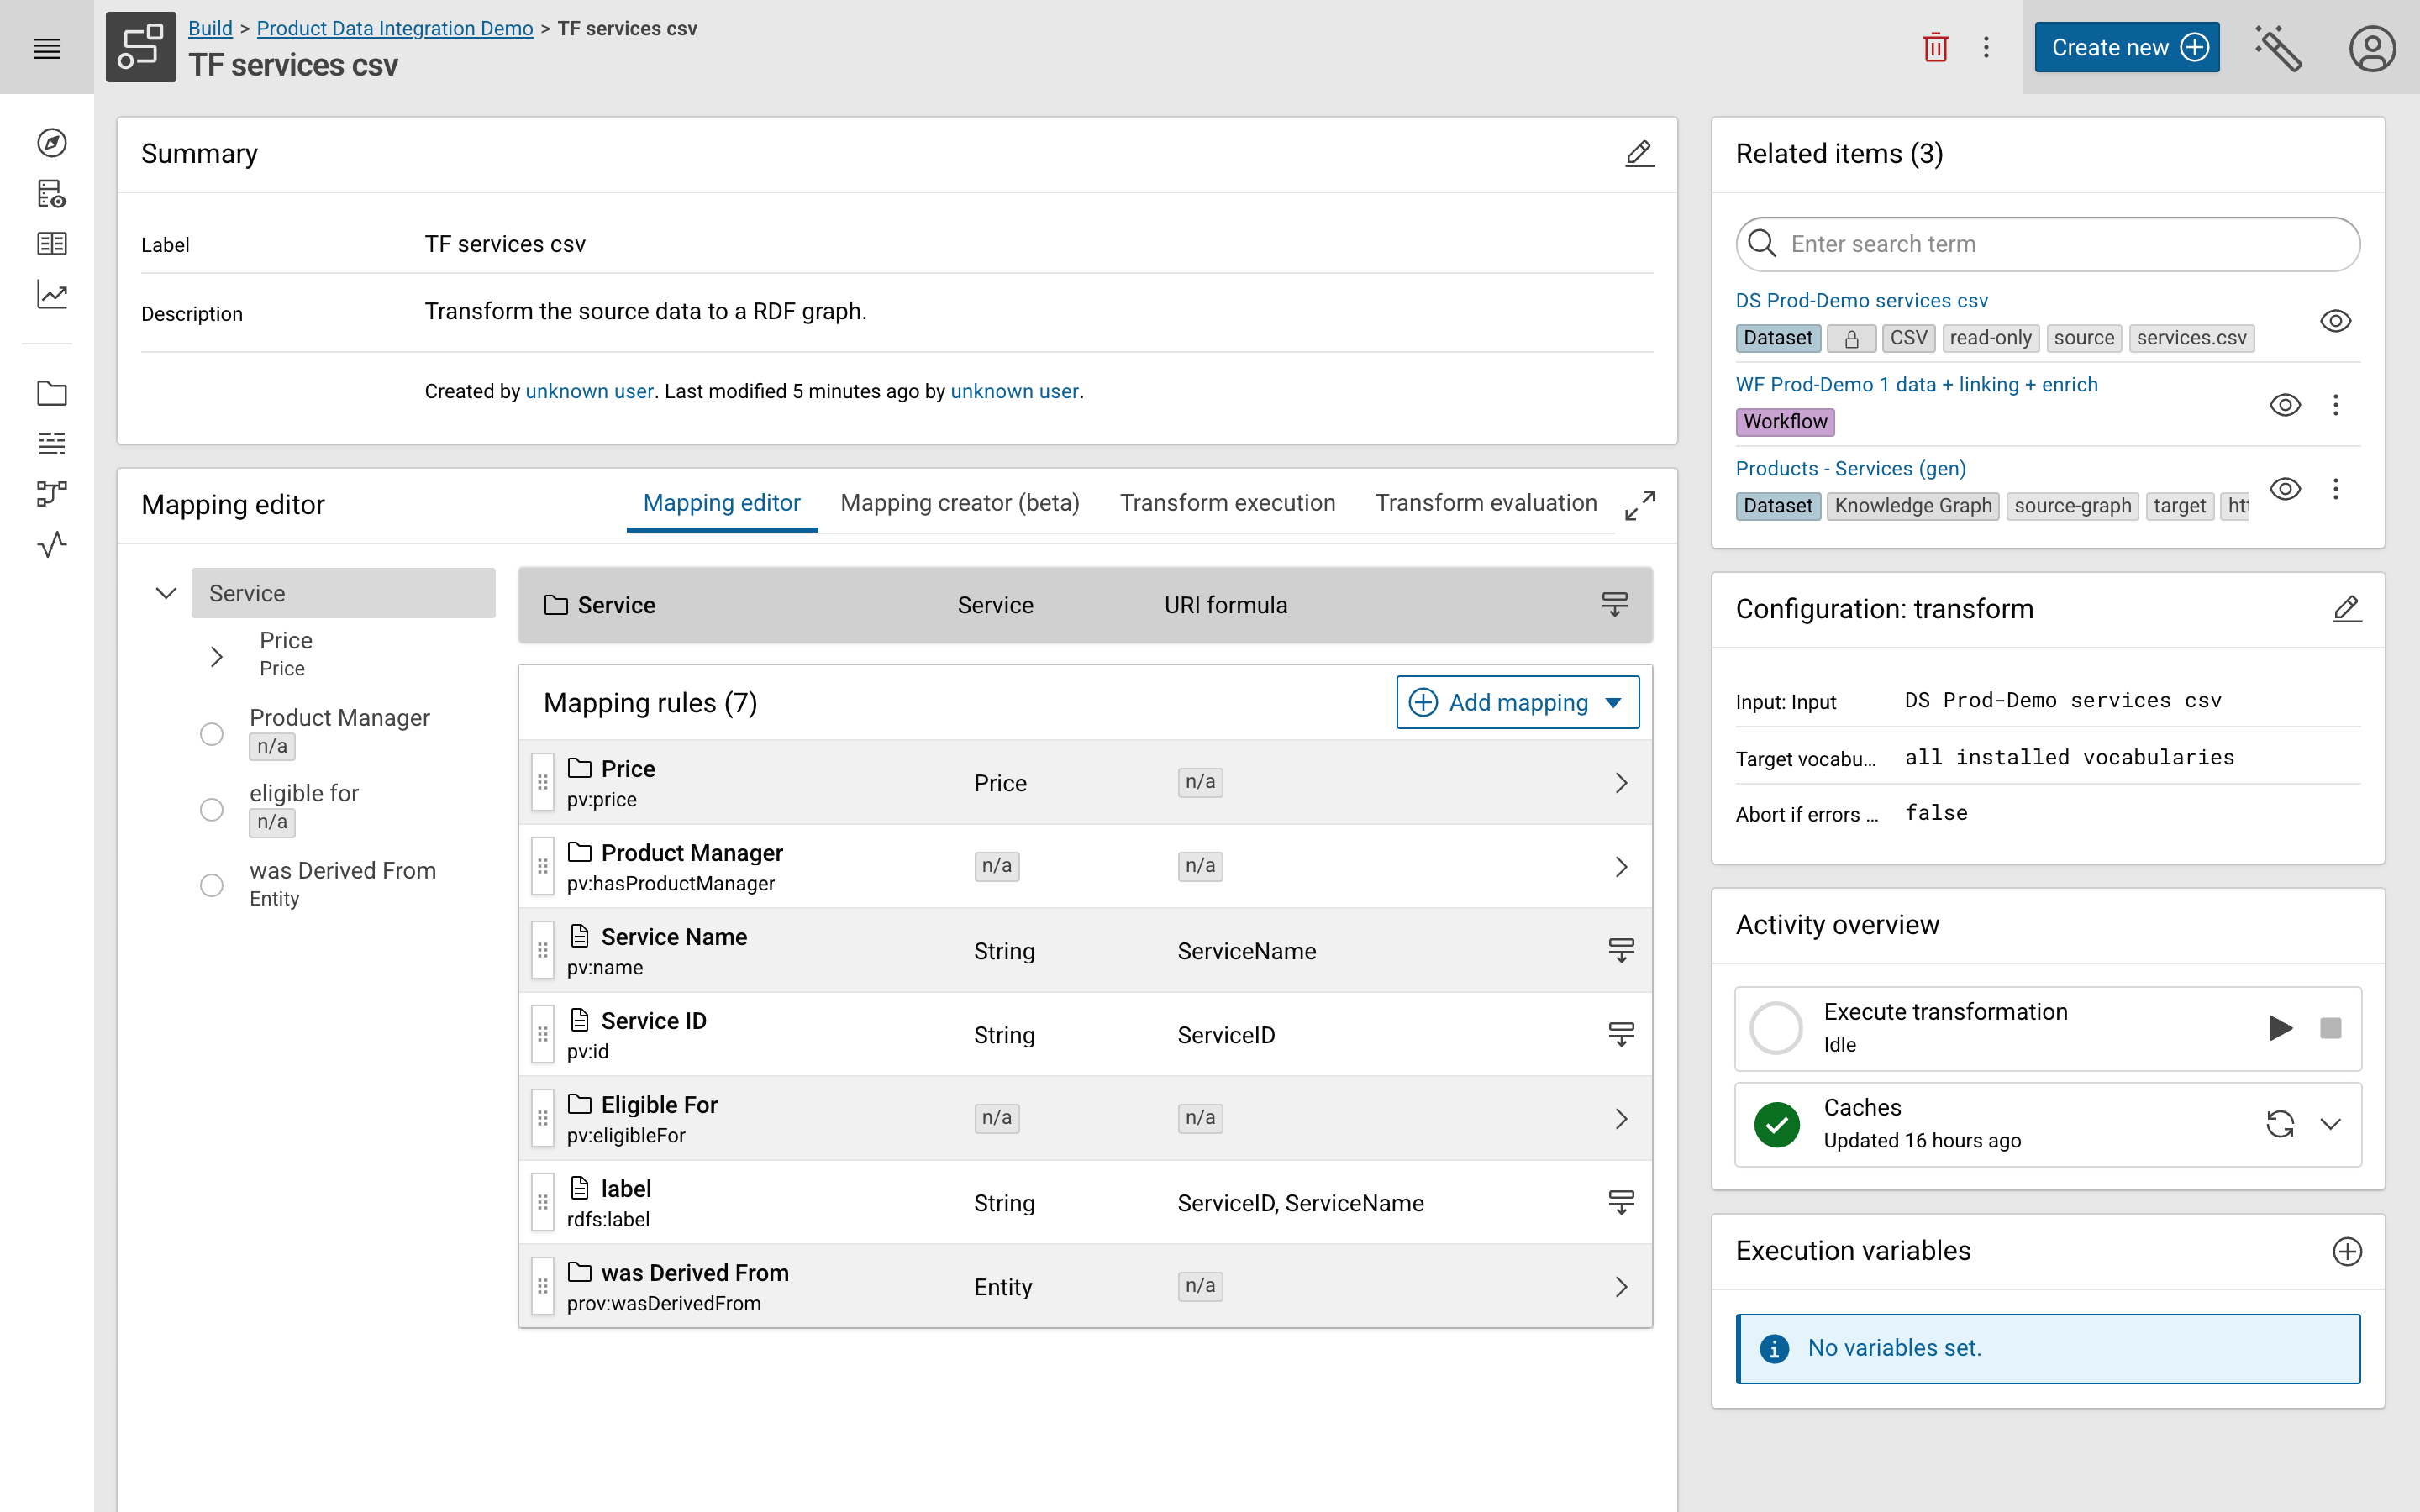 Build > Product Data Integration Demo > TF services csv
TF services csv
Create new
Summary
Label
TF services csv
Description
Transform the source data to a RDF graph.
Created by unknown user. Last modified 5 minutes ago by unknown user.
Mapping editor
Mapping editor
Mapping creator (beta)
Transform execution
Transform evaluation
Service
Price
Price
Product Manager
n/a
eligible for
n/a
was Derived From
Entity
Service
Service
URI formula
Mapping rules (7)
Add mapping
Price
pv:price
Price
n/a
Product Manager
pv:hasProductManager
n/a
n/a
Service Name
pv:name
String
ServiceName
Service ID
pv:id
String
ServiceID
Eligible For
pv:eligibleFor
n/a
n/a
label
rdfs:label
String
ServiceID, ServiceName
was Derived From
prov:wasDerivedFrom
Entity
n/a
Related items (3)
Enter search term
DS Prod-Demo services csv
Dataset
CSV
read-only
source
services.csv
WF Prod-Demo 1 data + linking + enrich
Workflow
Products - Services (gen)
Dataset
Knowledge Graph
source-graph
target
Configuration: transform
Input: Input
DS Prod-Demo services csv
Target vocabu...
all installed vocabularies
Abort if errors ...
false
Activity overview
Execute transformation
Idle
Caches
Updated 16 hours ago
Execution variables
No variables set.